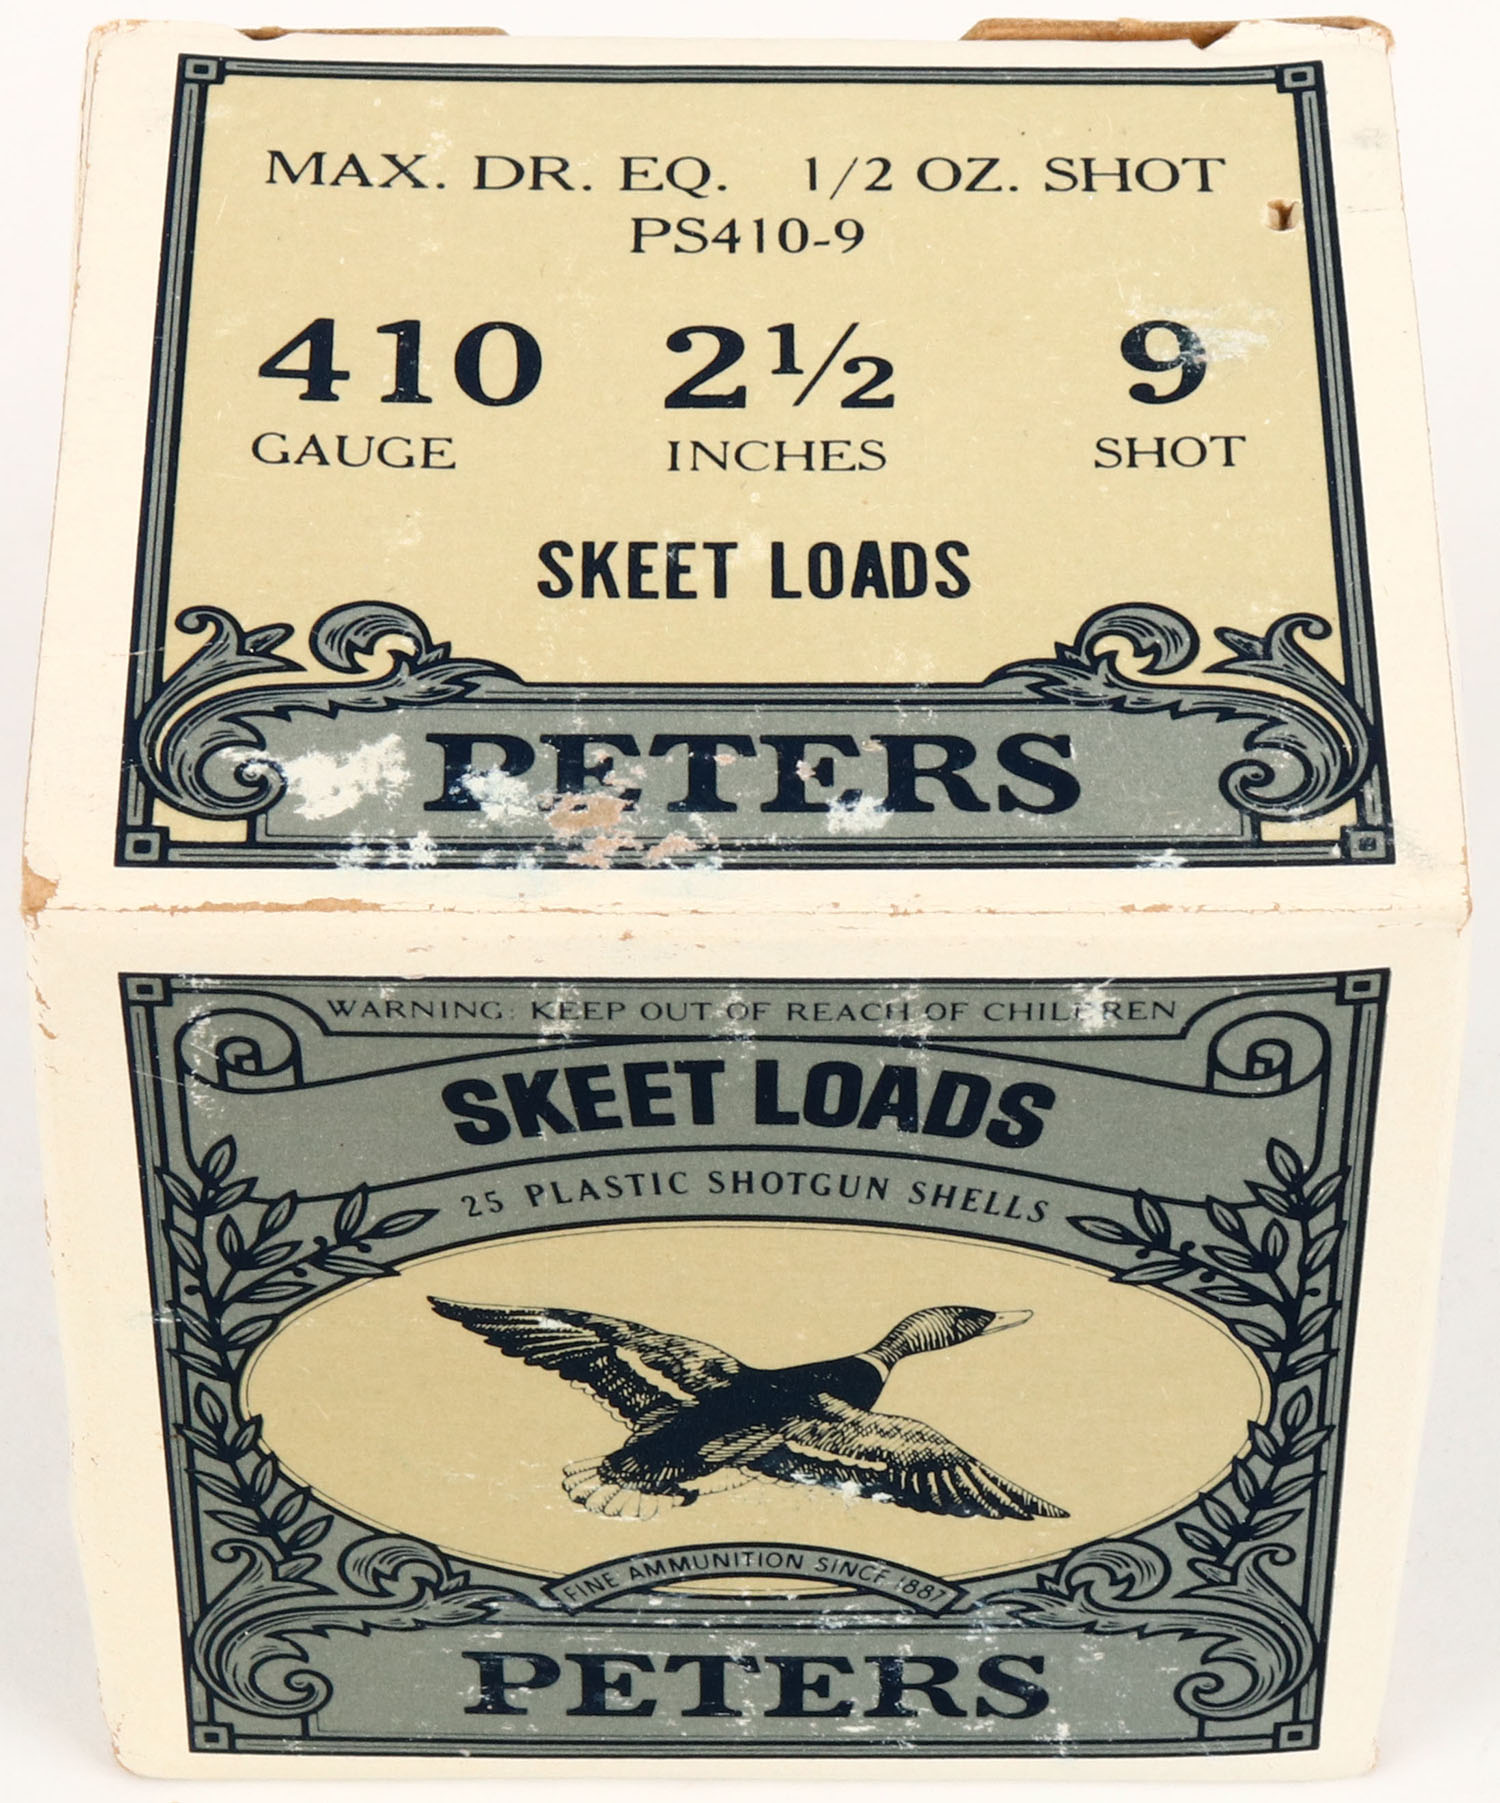 MAX. DR. EQ. 1/2 OZ. SHOT
PS410-9
410 2½ 9
GAUGE INCHES SHOT
SKEET LOADS
PETERS
WARNING: KEEP OUT OF REACH OF CHILDREN
SKEET LOADS
25 PLASTIC SHOTGUN SHELLS
FINE AMMUNITION SINCE 1887
PETERS